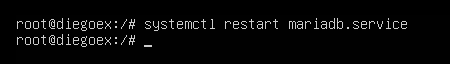 root@diegoex:/# systemctl restart mariadb.service
root@diegoex:/# _